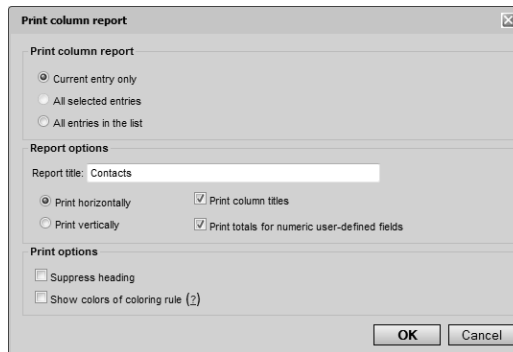 Print column report
Print column report
Current entry only
All selected entries
All entries in the list
Report options
Report title: Contacts
Print horizontally
Print column titles
Print vertically
Print totals for numeric user-defined fields
Print options
Suppress heading
Show colors of coloring rule (?)
OK Cancel